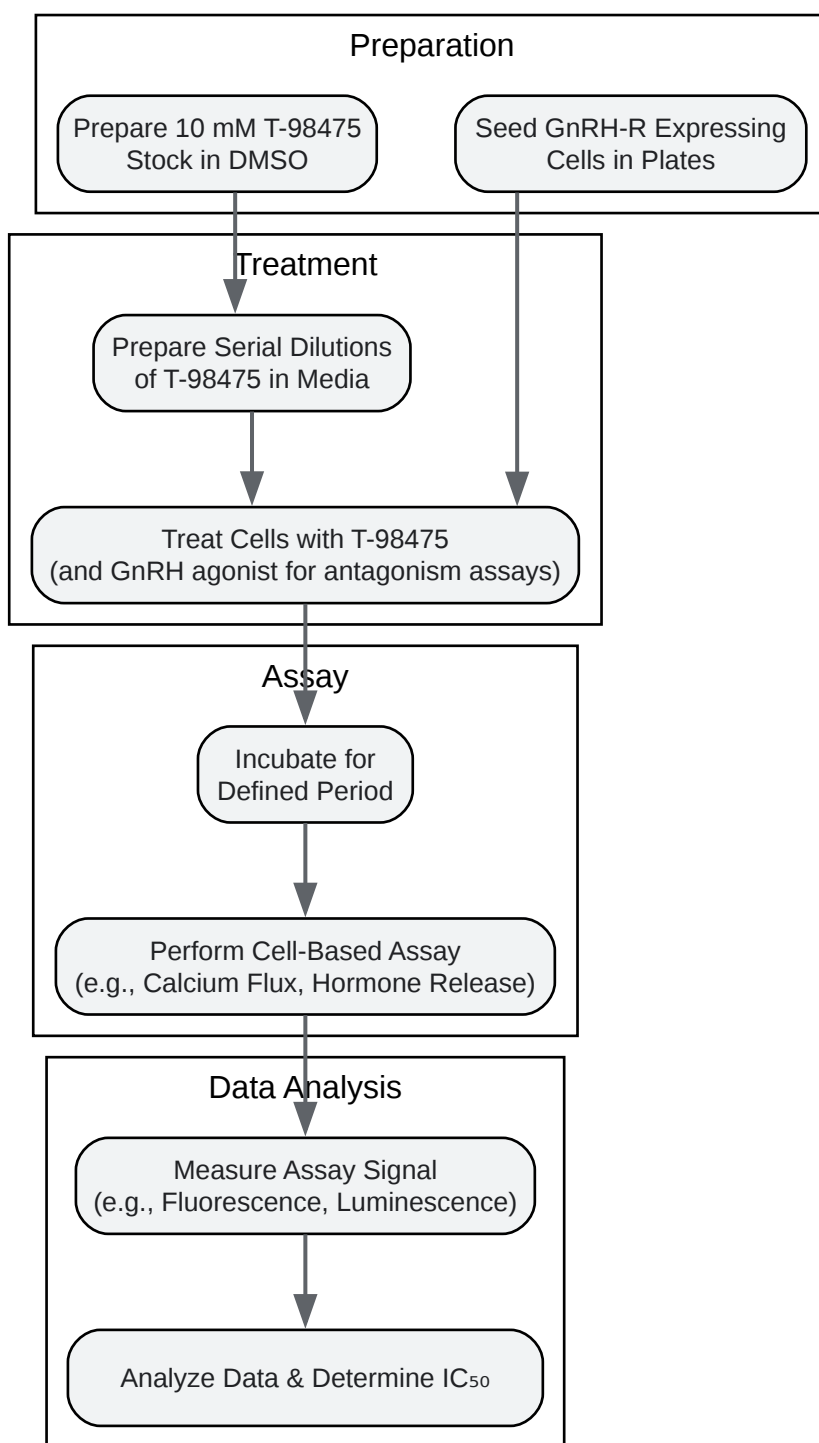 Preparation
Prepare 10 mM T-98475
Stock in DMSO
Seed GnRH-R Expressing
Cells in Plates
Treatment
Prepare Serial Dilutions
of T-98475 in Media
Treat Cells with T-98475
(and GnRH agonist for antagonism assays)
Assay
Incubate for
Defined Period
Perform Cell-Based Assay
(e.g., Calcium Flux, Hormone Release)
Data Analysis
Measure Assay Signal
(e.g., Fluorescence, Luminescence)
Analyze Data & Determine IC₅₀